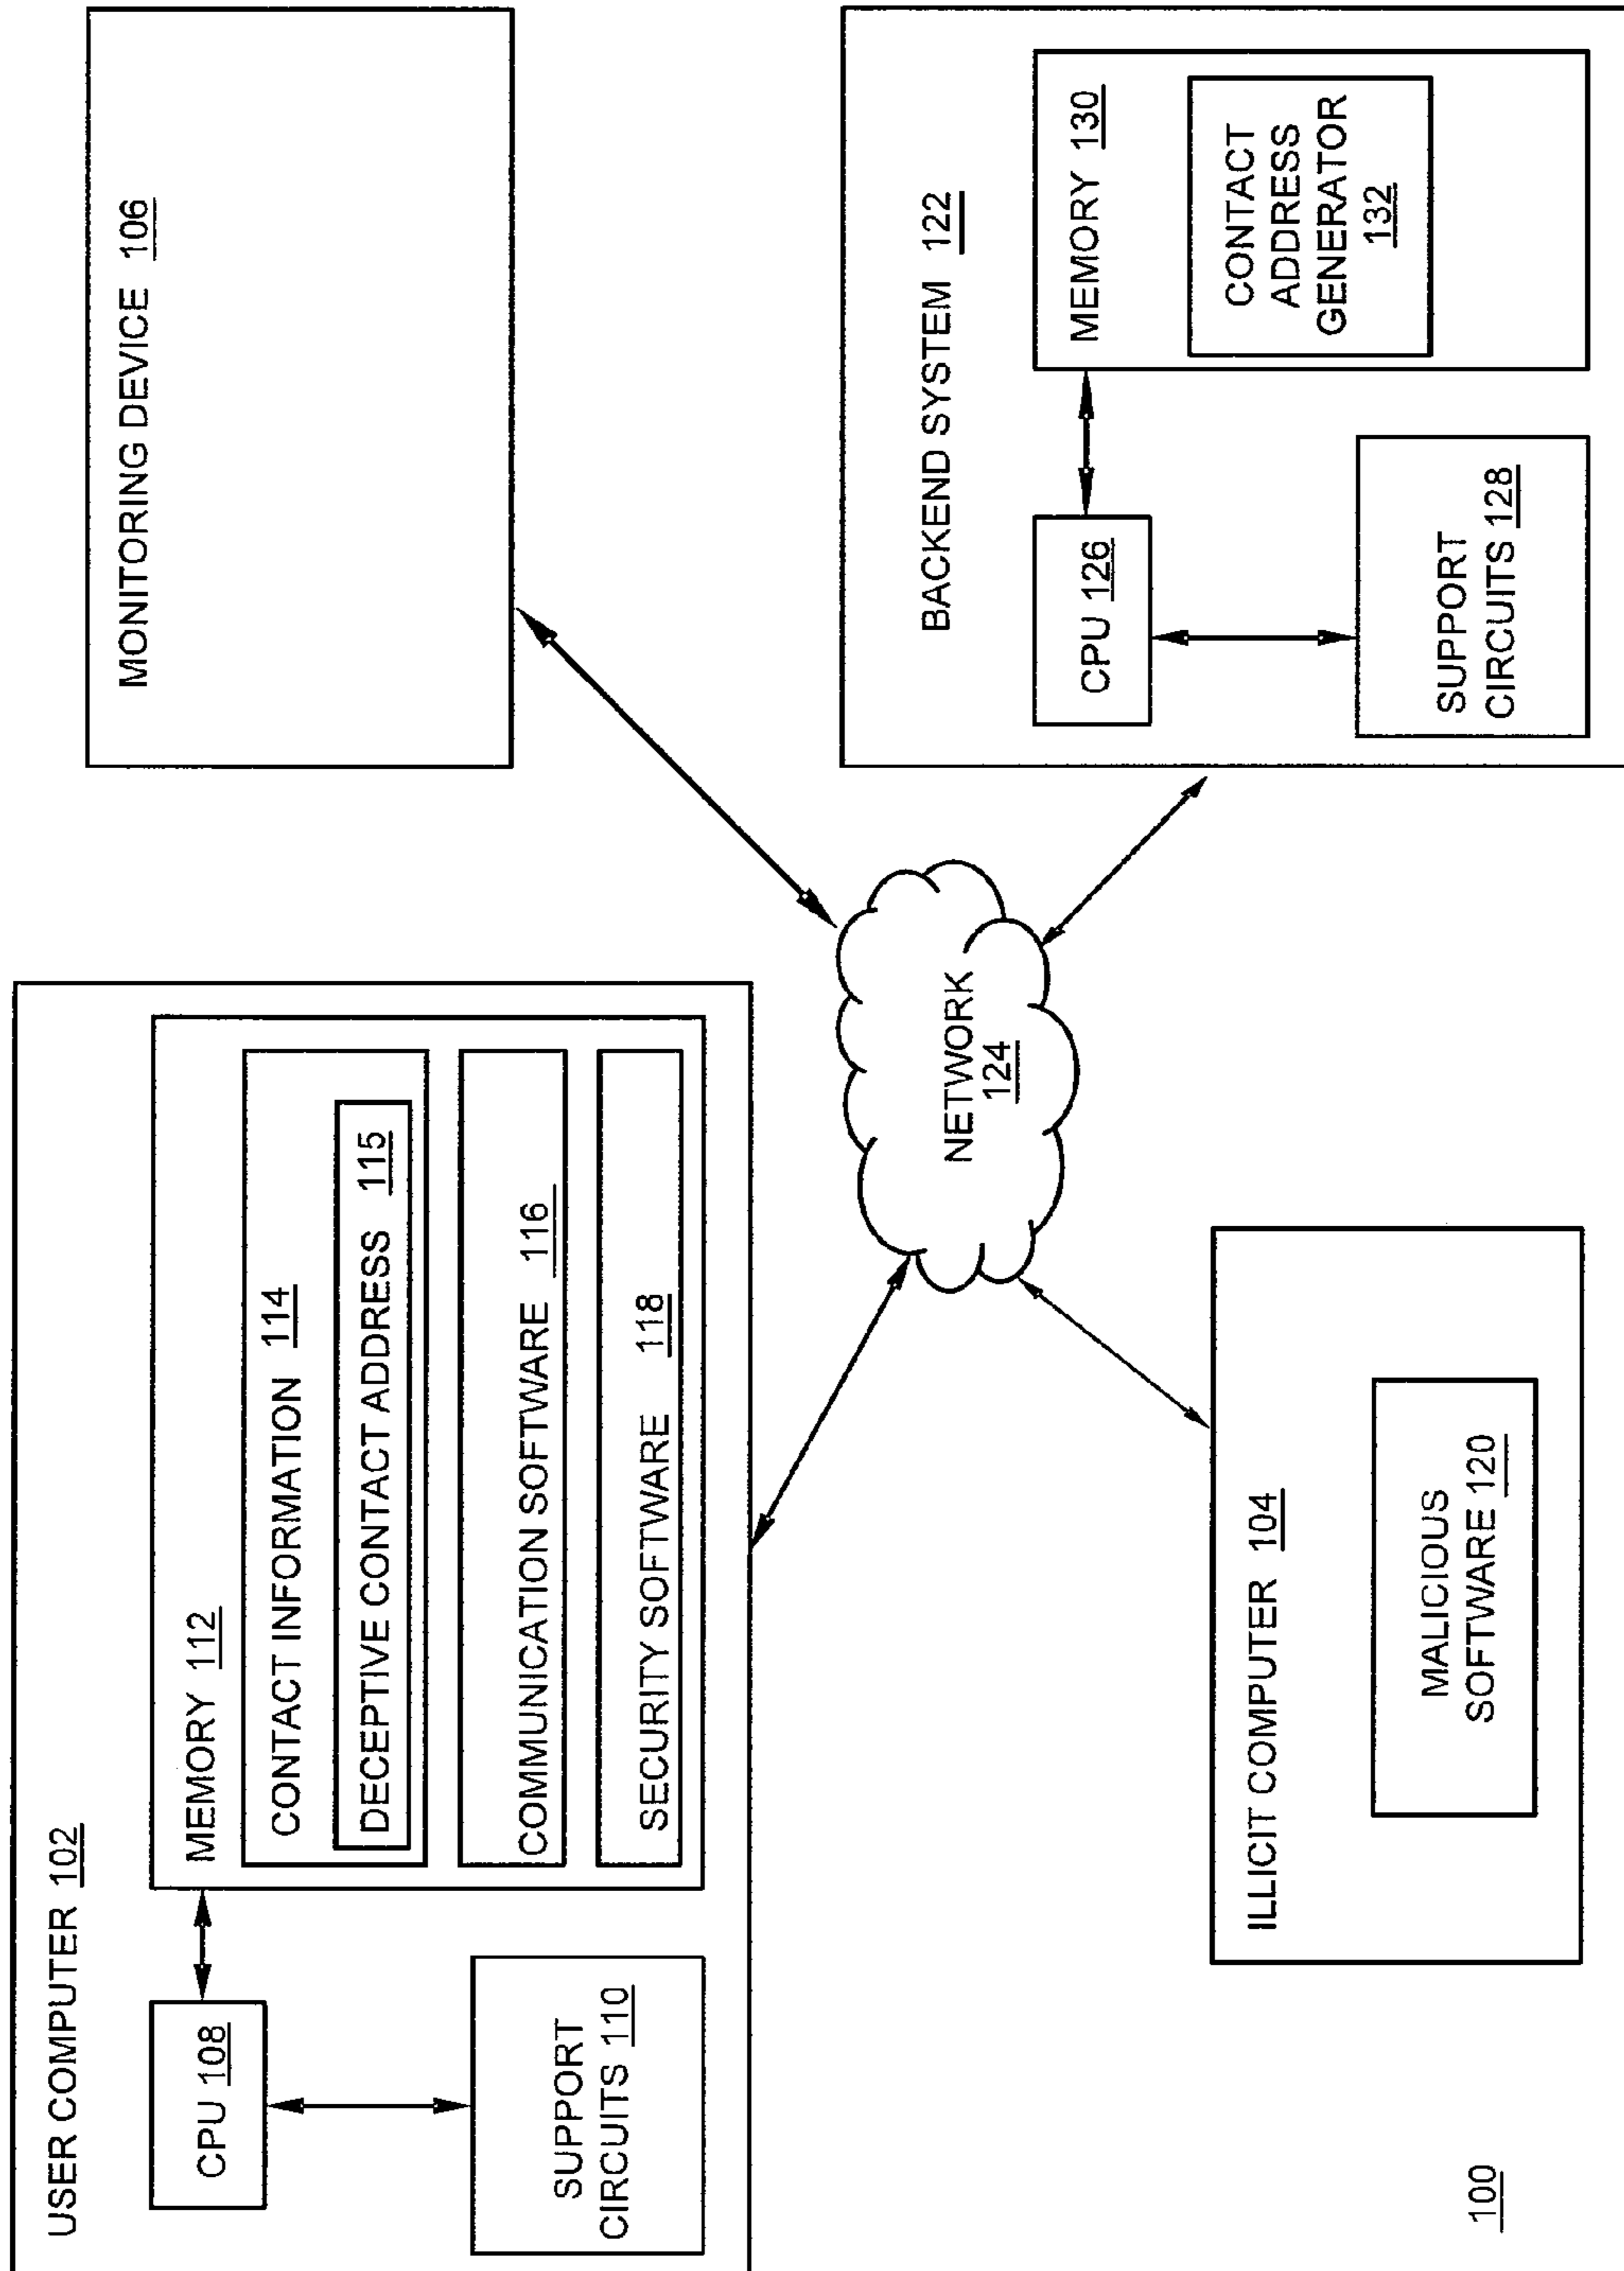 USER COMPUTER 102
CPU 108
SUPPORT
CIRCUITS 110
MEMORY 112
CONTACT INFORMATION 114
DECEPTIVE CONTACT ADDRESS 115
COMMUNICATION SOFTWARE 116
SECURITY SOFTWARE 118
MONITORING DEVICE 106
NETWORK
124
ILLICIT COMPUTER 104
MALICIOUS
SOFTWARE 120
BACKEND SYSTEM 122
CPU 126
SUPPORT
CIRCUITS 128
MEMORY 130
CONTACT
ADDRESS
GENERATOR
132
100